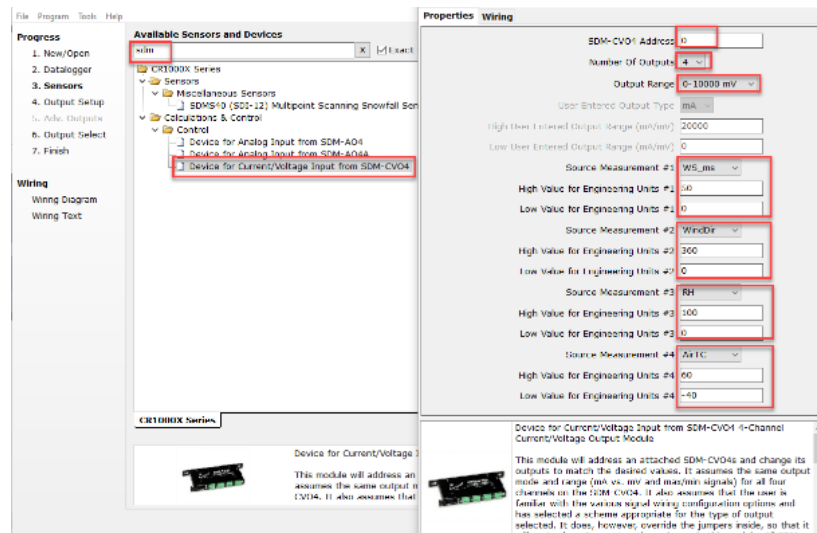 File Program Tools Help
Progress
1. New/Open
2. Datalogger
3. Sensors
4. Output Setup
5. Adv. Outputs
6. Output Select
7. Finish
Wiring
Wiring Diagram
Wiring Text
Available Sensors and Devices
sdm
X Exact
CR1000X Series
Sensors
Miscellaneous Sensors
SDMS40 (SDI-12) Multipoint Scanning Snowfall Sen
Calculations & Control
Control
Device for Analog Input from SDM-AO4
Device for Analog Input from SDM-AO4A
Device for Current/Voltage Input from SDM-CVO4
CR1000X Series
Device for Current/Voltage I
This module will address an
assumes the same output m
CVO4. It also assumes that
Properties Wiring
SDM-CVO4 Address 0
Number Of Outputs 4
Output Range 0-10000 mV
User Entered Output Type mA
High User Entered Output Range (mA/mV) 20000
Low User Entered Output Range (mA/mV) 0
Source Measurement #1 WS_ms
High Value for Engineering Units #1 50
Low Value for Engineering Units #1 0
Source Measurement #2 WindDir
High Value for Engineering Units #2 360
Low Value for Engineering Units #2 0
Source Measurement #3 RH
High Value for Engineering Units #3 100
Low Value for Engineering Units #3 0
Source Measurement #4 AirTC
High Value for Engineering Units #4 60
Low Value for Engineering Units #4 -40
Device for Current/Voltage Input from SDM-CVO4 4-Channel
Current/Voltage Output Module
This module will address an attached SDM-CVO4s and change its
outputs to match the desired values. It assumes the same output
mode and range (mA vs. mV and max/min signals) for all four
channels on the SDM CVO4. It also assumes that the user is
familiar with the various signal wiring configuration options and
has selected a scheme appropriate for the type of output
selected. It does, however, override the jumpers inside, so that it